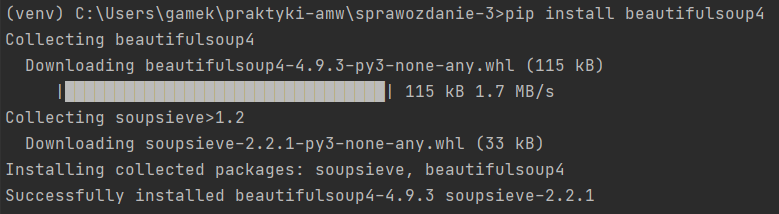 (venv) C:\Users\gamek\praktyki-amw\sprawozdanie-3>pip install beautifulsoup4
Collecting beautifulsoup4
  Downloading beautifulsoup4-4.9.3-py3-none-any.whl (115 kB)
     |████████████████████████████████| 115 kB 1.7 MB/s
Collecting soupsieve>1.2
  Downloading soupsieve-2.2.1-py3-none-any.whl (33 kB)
Installing collected packages: soupsieve, beautifulsoup4
Successfully installed beautifulsoup4-4.9.3 soupsieve-2.2.1